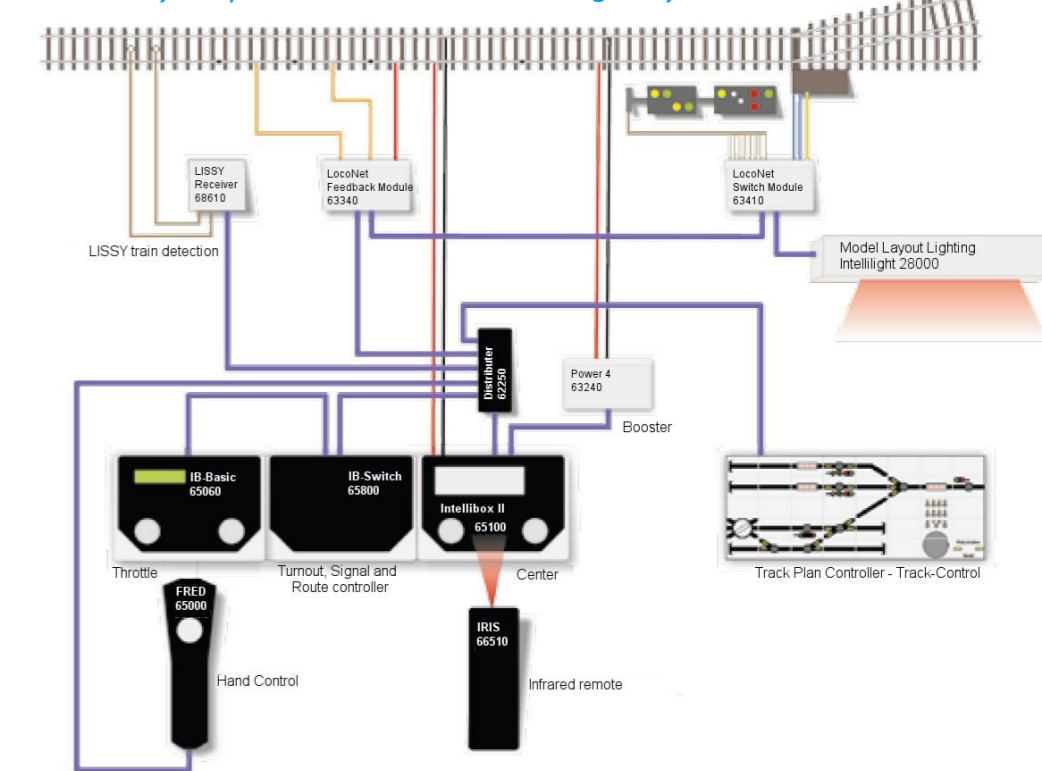 LISSY
Receiver
68610
LocoNet
Feedback Module
63340
LocoNet
Switch Module
63410
LISSY train detection
Model Layout Lighting
Intellilight 28000
Distributer
62250
Power 4
63240
Booster
IB-Basic
65060
IB-Switch
65800
Intellibox II
65100
Throttle
Turnout, Signal and
Route controller
Center
Track Plan Controller - Track-Control
FRED
65000
IRIS
66510
Hand Control
Infrared remote